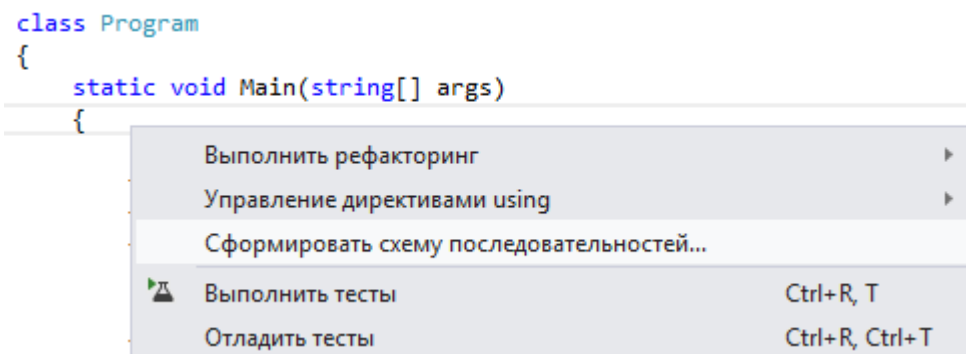 class Program
{
static void Main(string[] args)
{
Выполнить рефакторинг
Управление директивами using
Сформировать схему последовательностей...
Выполнить тесты Ctrl+R, T
Отладить тесты Ctrl+R, Ctrl+T